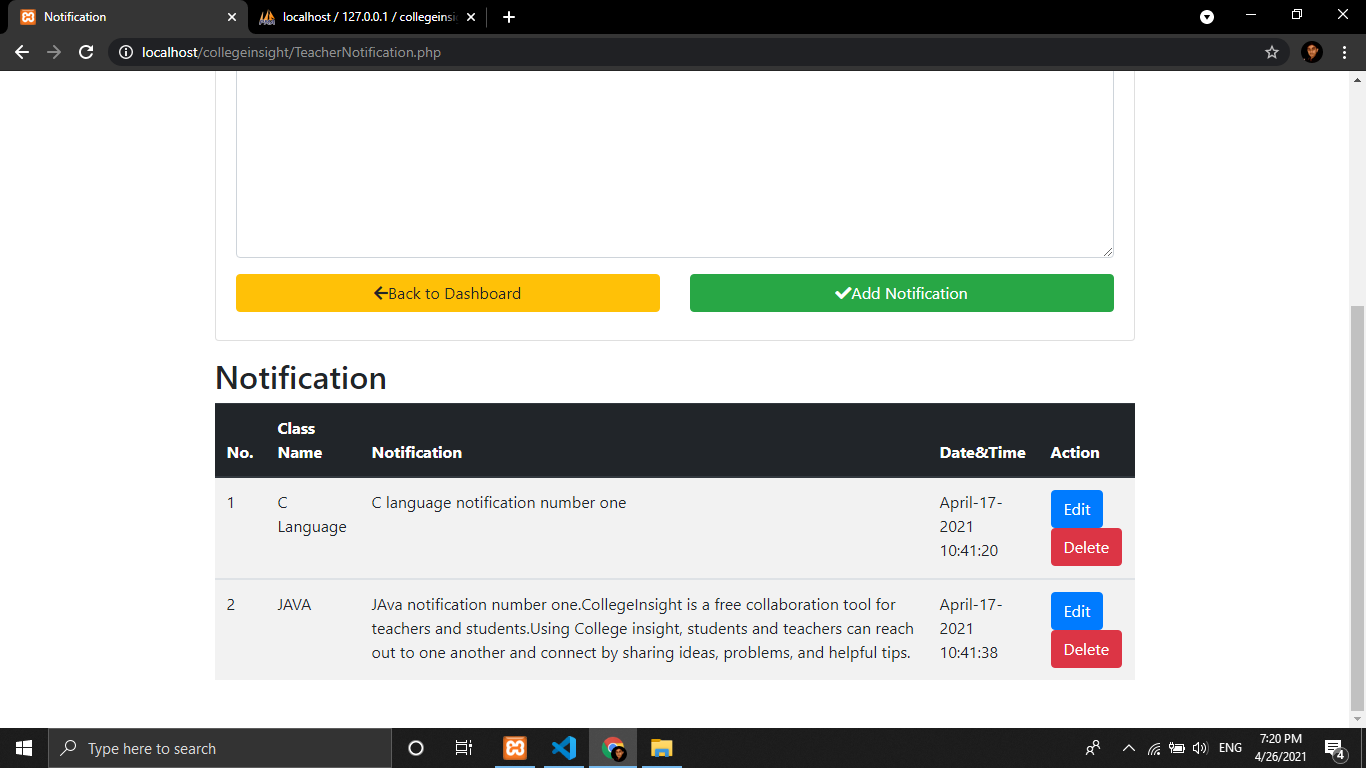 Notification
localhost / 127.0.0.1 / collegeinsi
localhost/collegeinsight/TeacherNotification.php
Back to Dashboard
Add Notification
Notification
No.
Class
Name
Notification
Date&Time
Action
1
C
Language
C language notification number one
April-17-
2021
10:41:20
Edit
Delete
2
JAVA
JAva notification number one.CollegeInsight is a free collaboration tool for
teachers and students.Using College insight, students and teachers can reach
out to one another and connect by sharing ideas, problems, and helpful tips.
April-17-
2021
10:41:38
Edit
Delete
Type here to search
ENG
7:20 PM
4/26/2021
4